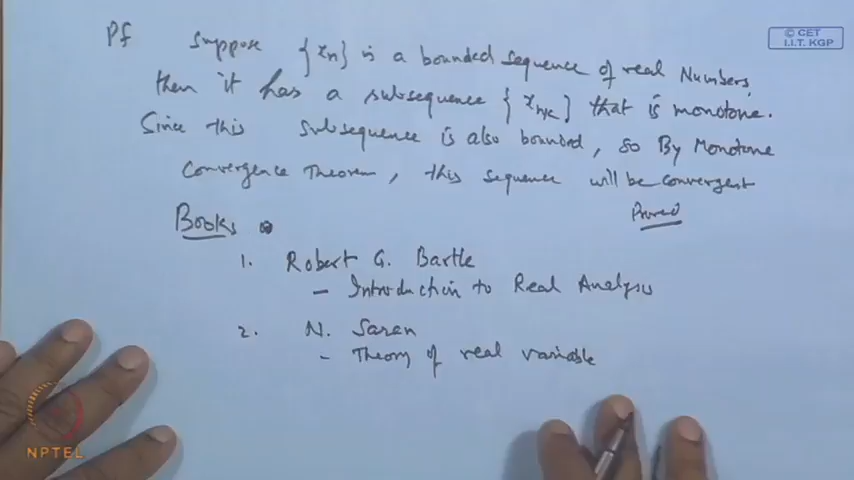 © CET
I.I.T. KGP
Pf Suppose {xn} is a bounded sequence of real Numbers,
then it has a subsequence {xnk} that is monotone.
Since this subsequence is also bounded, so By Monotone
Convergence Theorem, this sequence will be convergent
Proved
Books
1. Robert G. Bartle
- Introduction to Real Analysis
2. N. Saran
- Theory of real variable
NPTEL